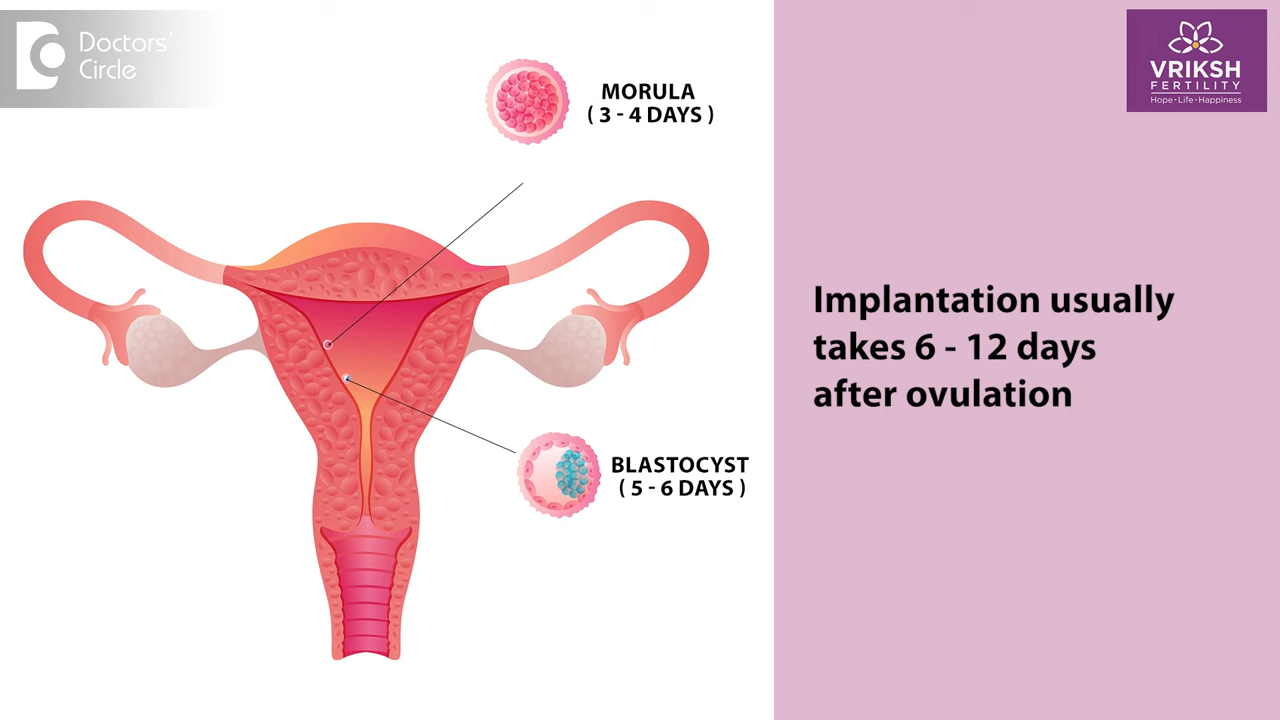 Doctors'
Circle
MORULA
( 3 - 4 DAYS )
VRIKSH
FERTILITY
Hope • Life • Happiness
Implantation usually
takes 6 - 12 days
after ovulation
BLASTOCYST
( 5 - 6 DAYS )